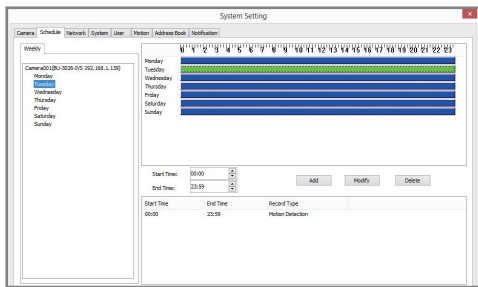 System Setting
Camera Schedule Network System User Motion Address Book Notification
Weekly
Camera001(BU-3026-IVS 192.168.1.139)
Monday
Tuesday
Wednesday
Thursday
Friday
Saturday
Sunday
0 1 2 3 4 5 6 7 8 9 10 11 12 13 14 15 16 17 18 19 20 21 22 23
Monday
Tuesday
Wednesday
Thursday
Friday
Saturday
Sunday
Start Time: 00:00
End Time: 23:59
Add Modify Delete
Start Time End Time Record Type
00:00 23:59 Motion Detection